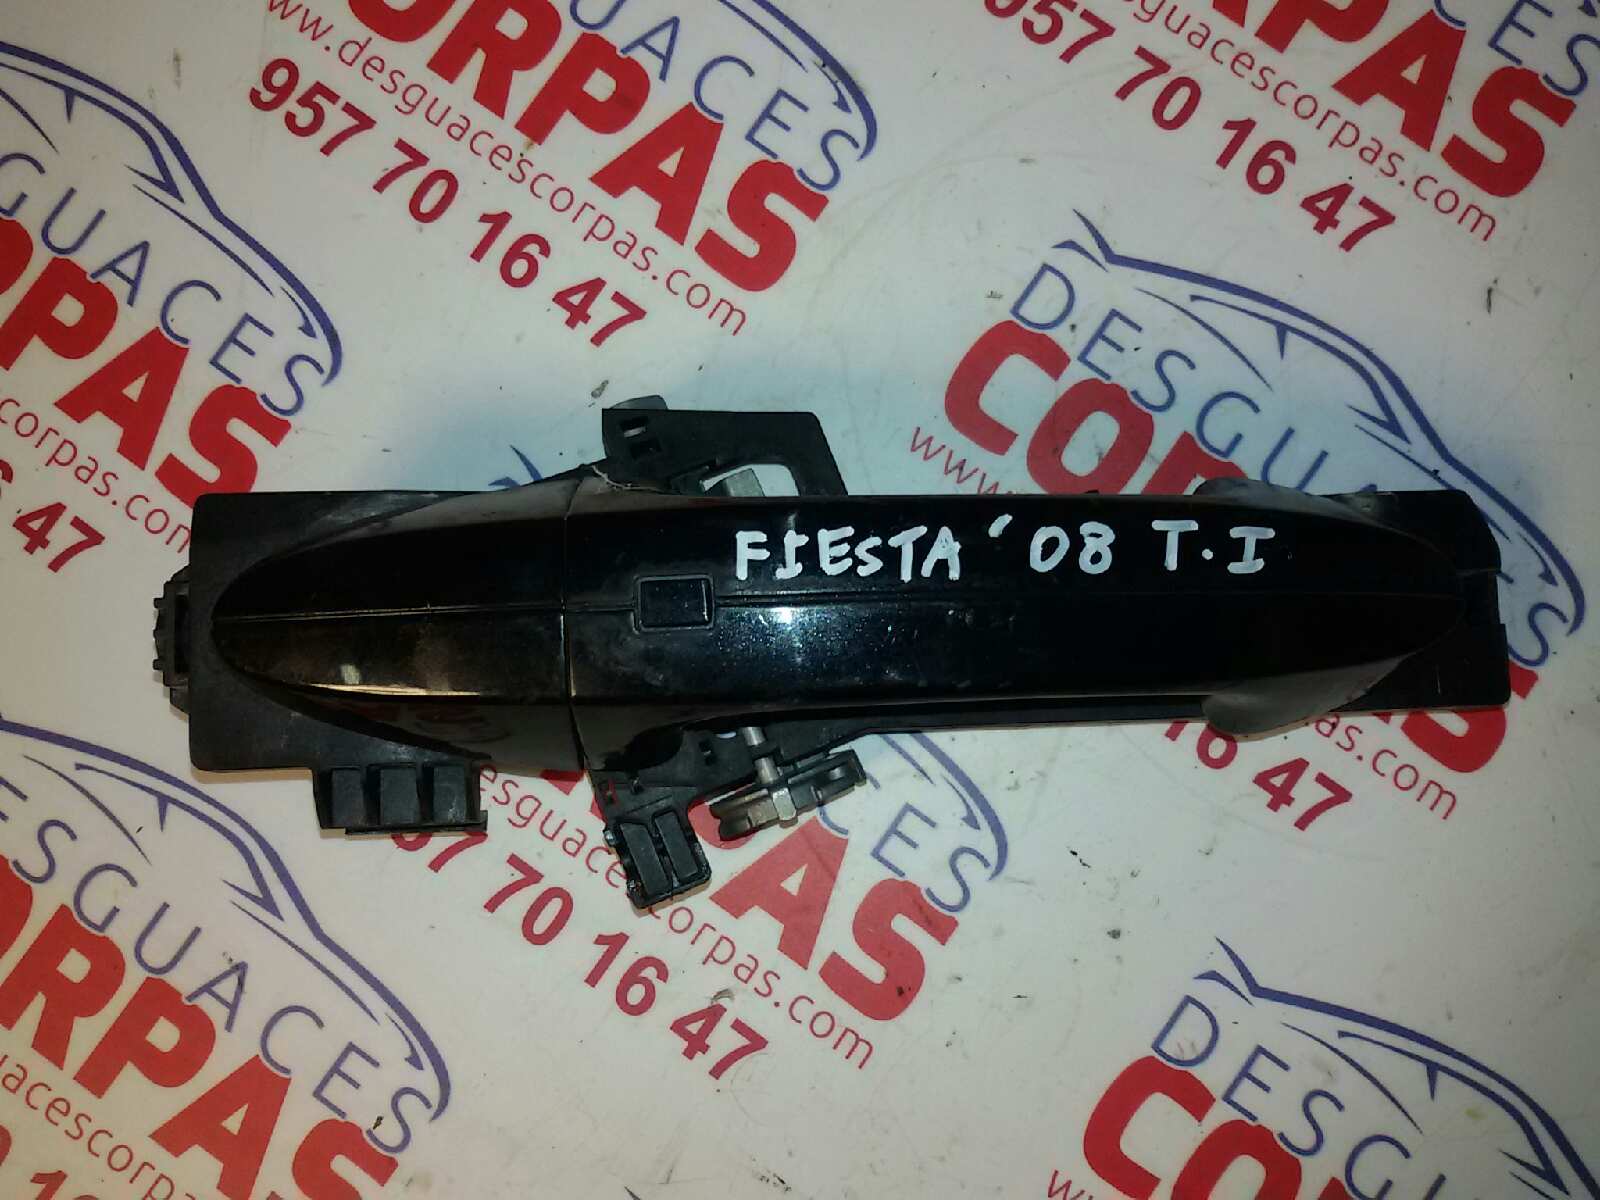 DESGUACES
CORPAS
www.desguacescorpas.com
957 70 16 47
FIESTA '08 T.I